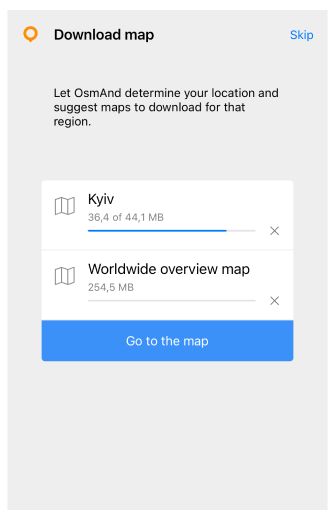 Download map
Skip
Let OsmAnd determine your location and
suggest maps to download for that
region.
Kyiv
36,4 of 44,1 MB
Worldwide overview map
254,5 MB
Go to the map